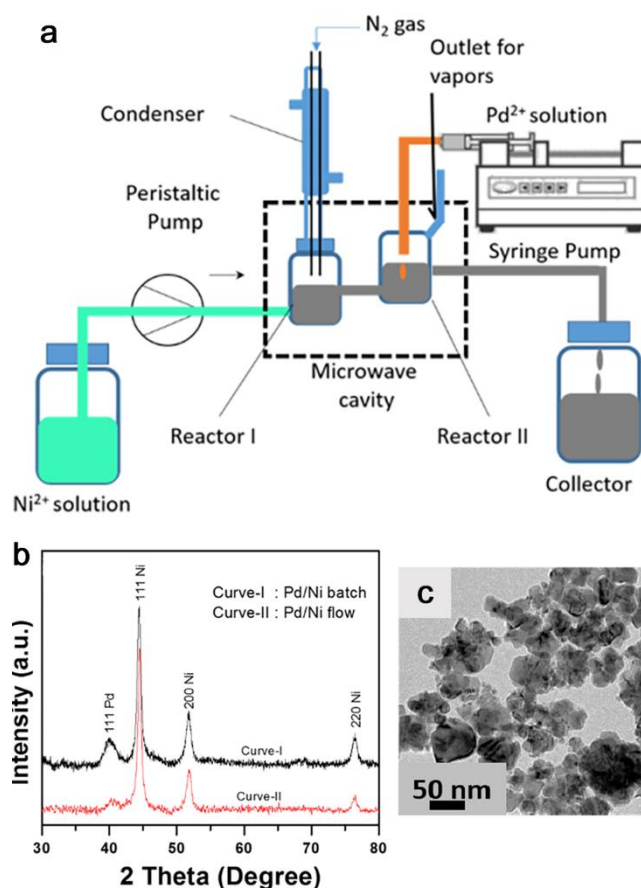 a
N₂ gas
Outlet for
vapors
Condenser
Pd²⁺ solution
Peristaltic
Pump
Syringe Pump
Microwave
cavity
Reactor I
Reactor II
Ni²⁺ solution
Collector
b
Intensity (a.u.)
111 Pd
111 Ni
200 Ni
220 Ni
Curve-I : Pd/Ni batch
Curve-II : Pd/Ni flow
Curve-I
Curve-II
30 40 50 60 70 80
2 Theta (Degree)
c
50 nm